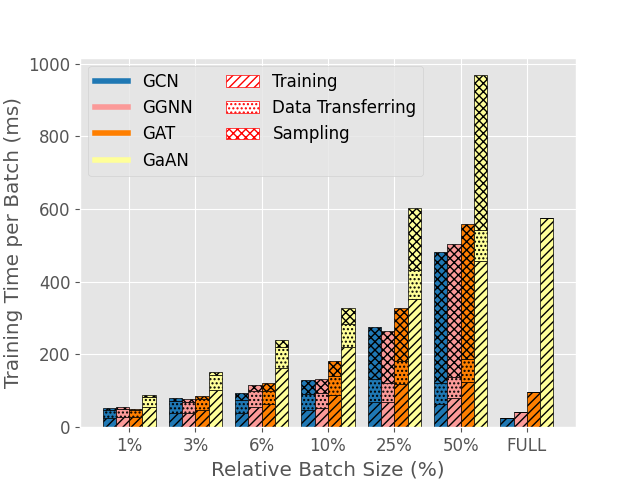 1000
800
600
400
200
0
Training Time per Batch (ms)
GCN
GGNN
GAT
GaAN
Training
Data Transferring
Sampling
1% 3% 6% 10% 25% 50% FULL
Relative Batch Size (%)